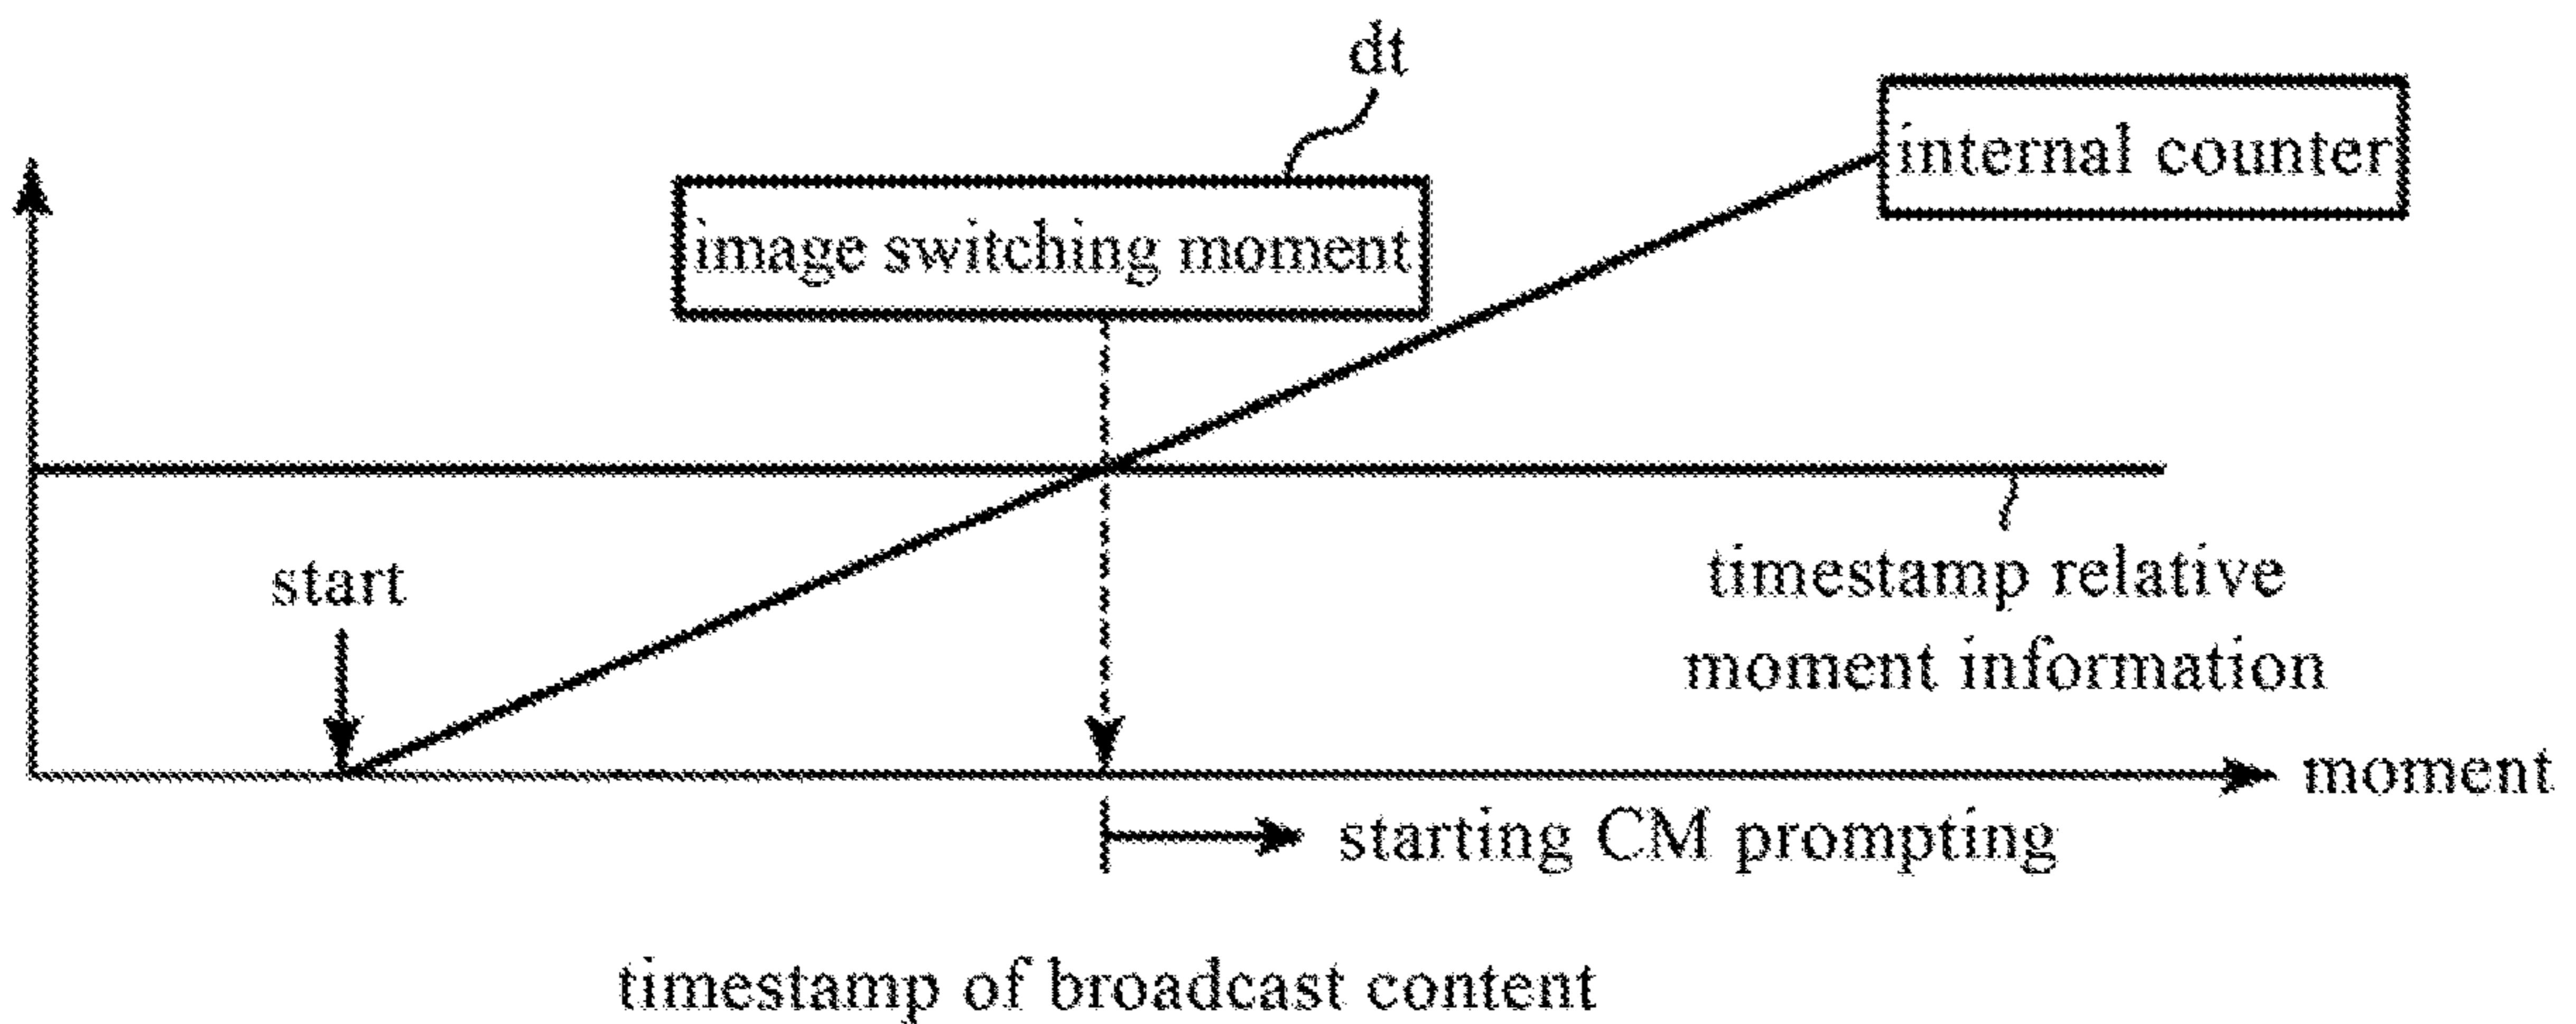 dt
internal counter
image switching moment
start
timestamp relative
moment information
moment
starting CM prompting
timestamp of broadcast content